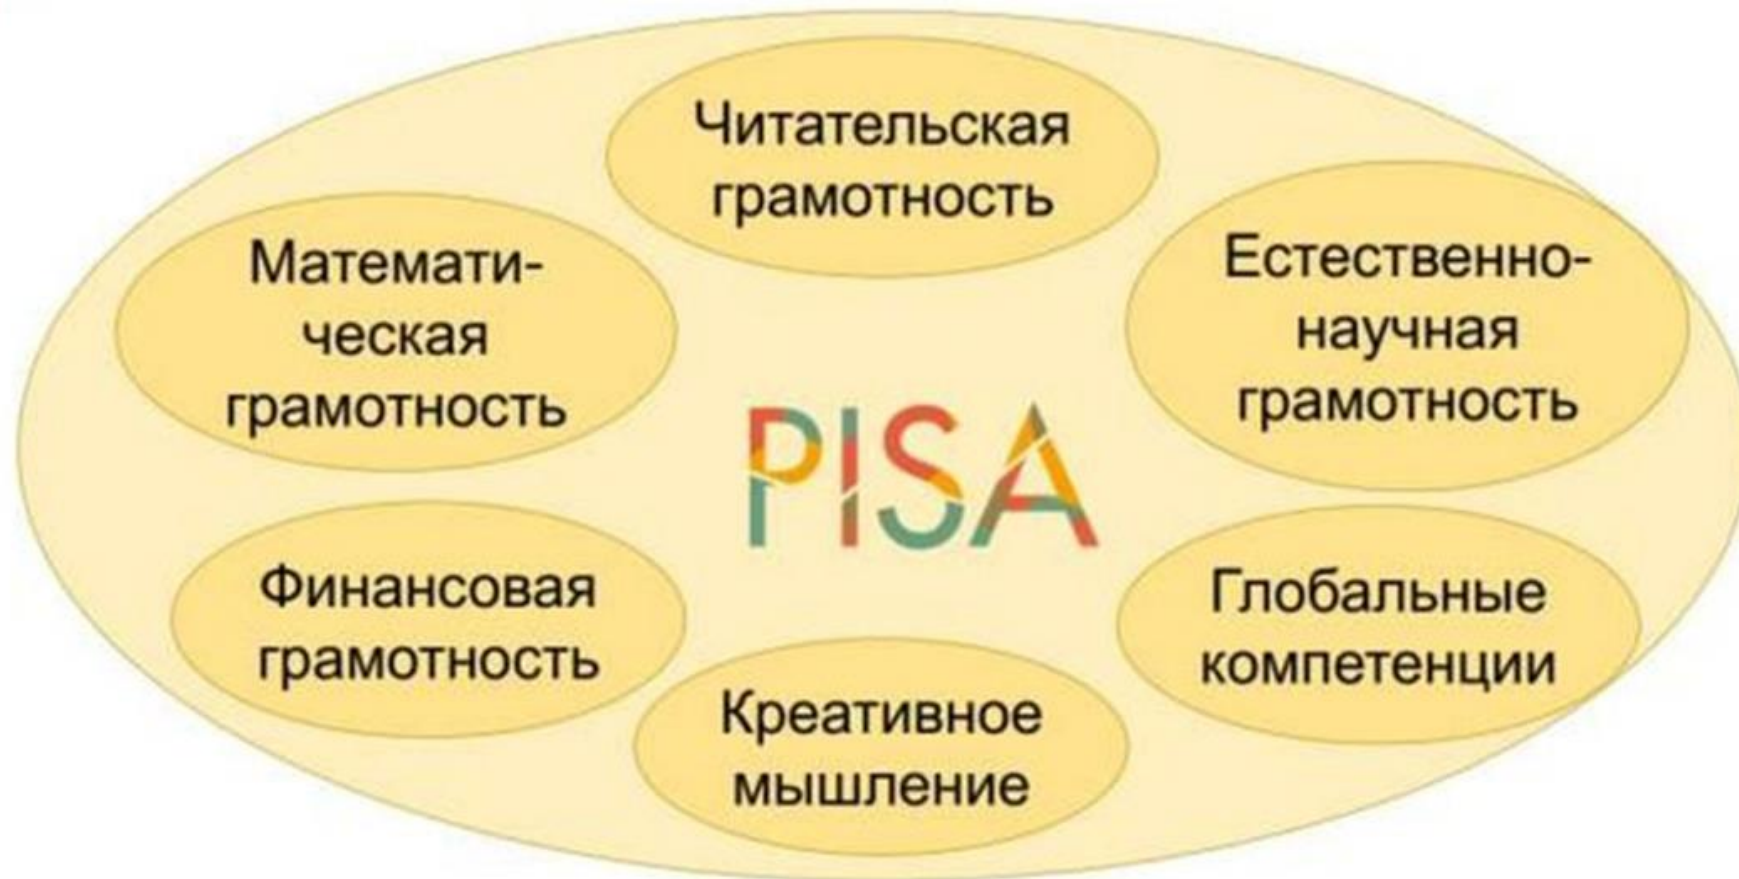 Читательская
грамотность
Математи-
ческая
грамотность
Естественно-
научная
грамотность
PISA
Финансовая
грамотность
Глобальные
компетенции
Креативное
мышление